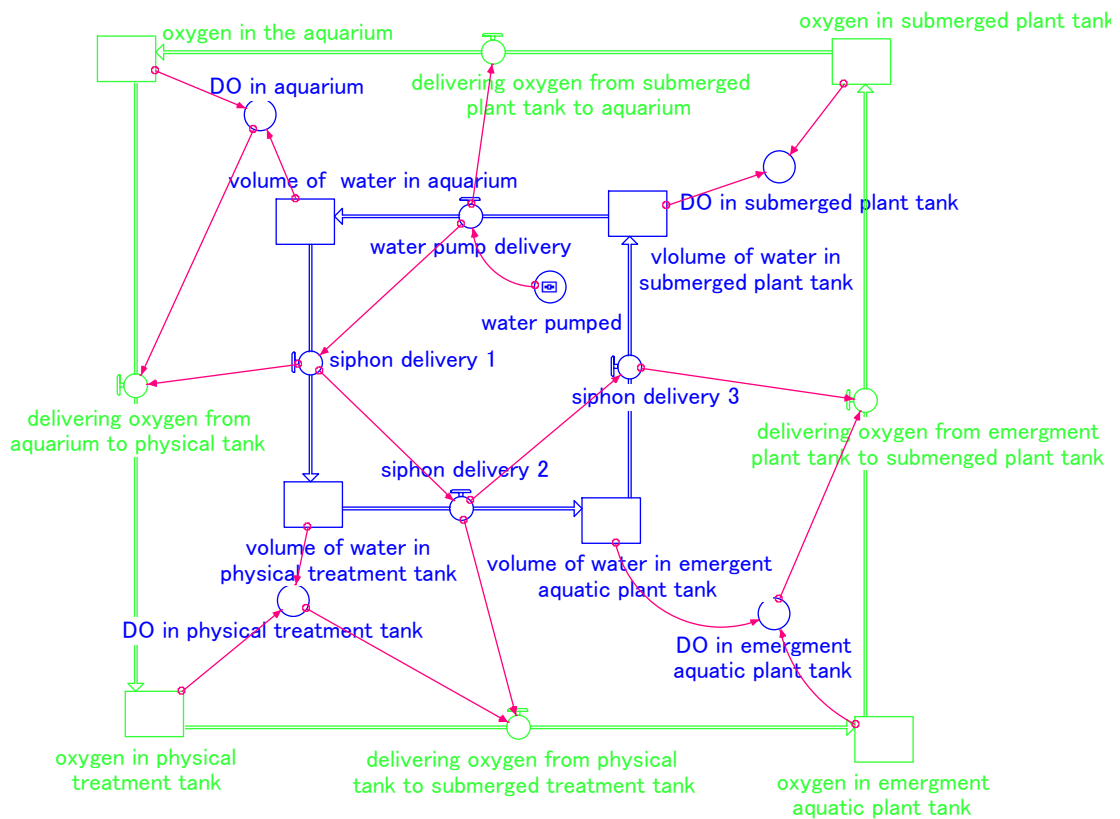 oxygen in submerged plant tank
oxygen in the aquarium
DO in aquarium
delivering oxygen from submerged
plant tank to aquarium
volume of  water in aquarium
DO in submerged plant tank
water pump delivery
vlolume of water in
submerged plant tank
water pumped
siphon delivery 1
siphon delivery 3
delivering oxygen from
aquarium to physical tank
delivering oxygen from emergment
plant tank to submenged plant tank
siphon delivery 2
volume of water in
physical treatment tank
volume of water in emergent
aquatic plant tank
DO in physical treatment tank
DO in emergment
aquatic plant tank
oxygen in physical
treatment tank
delivering oxygen from physical
tank to submerged treatment tank
oxygen in emergment
aquatic plant tank